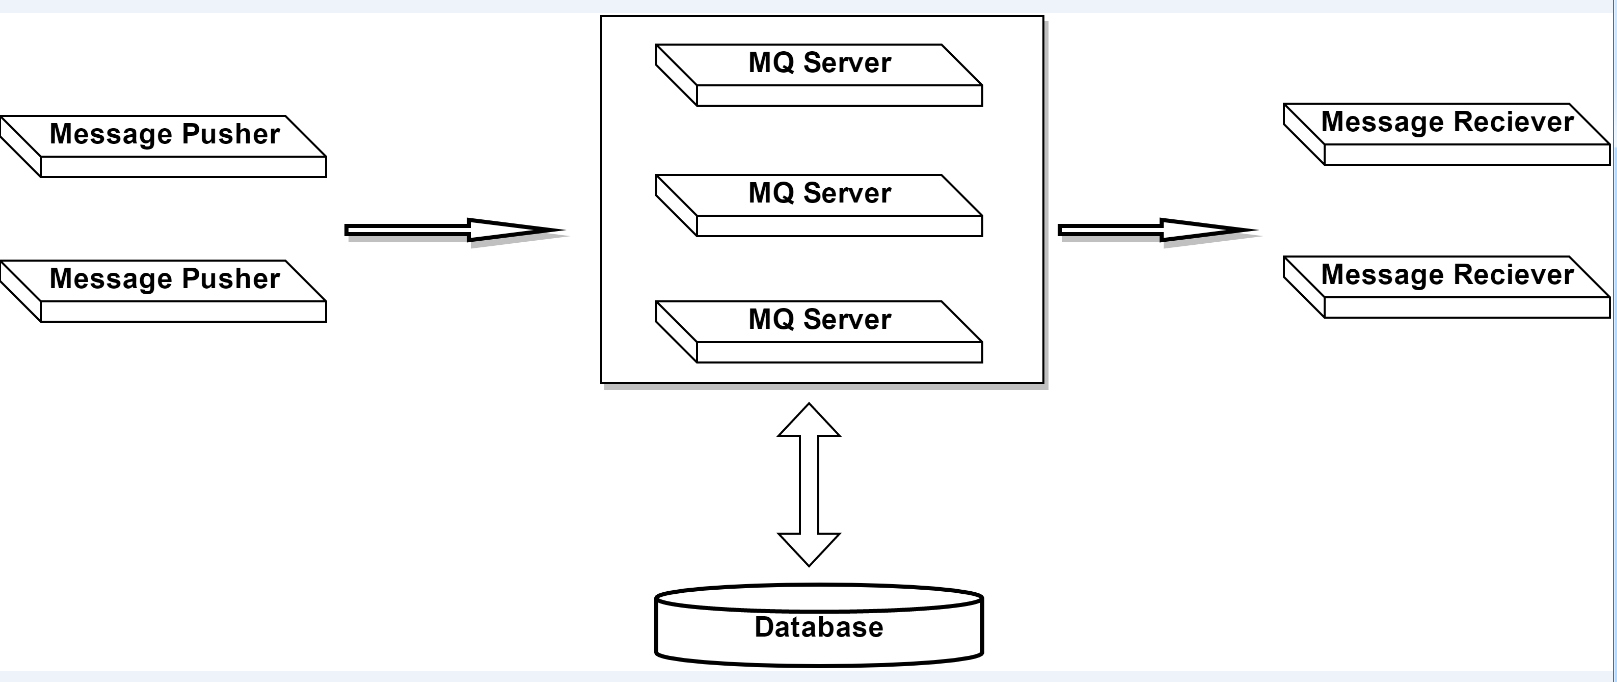 MQ Server
Message Pusher
Message Reciever
MQ Server
Message Pusher
Message Reciever
MQ Server
Database